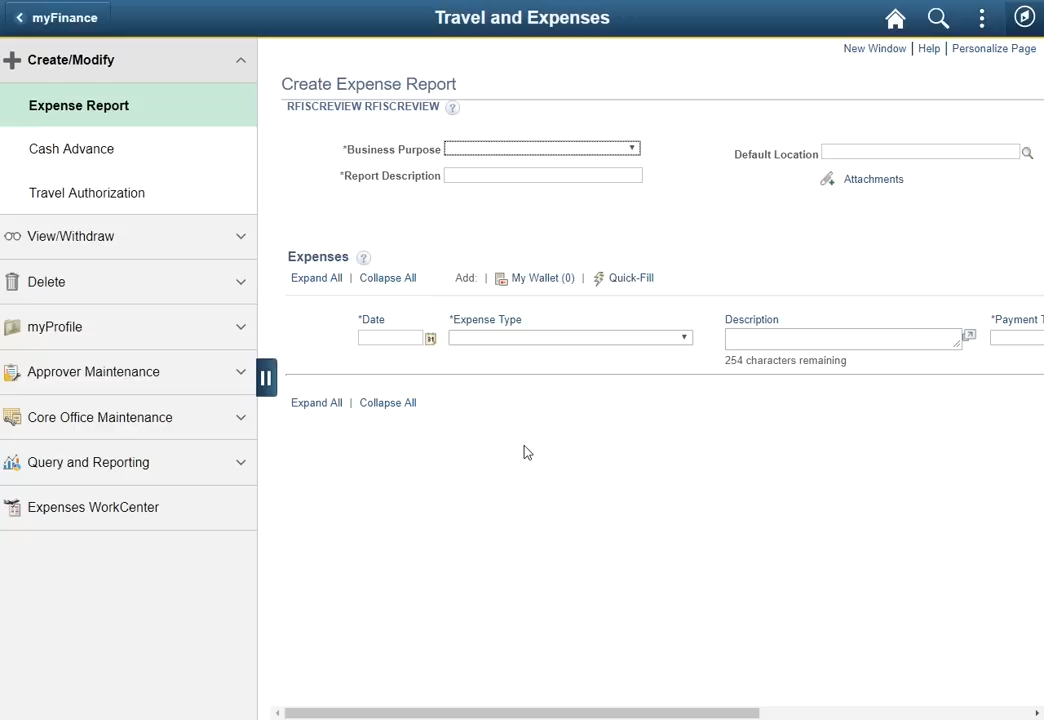 myFinance
Travel and Expenses
New Window | Help | Personalize Page
Create/Modify
Expense Report
Cash Advance
Travel Authorization
View/Withdraw
Delete
myProfile
Approver Maintenance
Core Office Maintenance
Query and Reporting
Expenses WorkCenter
Create Expense Report
RFISCREVIEW RFISCREVIEW ?
*Business Purpose
Default Location
*Report Description
Attachments
Expenses ?
Expand All | Collapse All Add: | My Wallet (0) | Quick-Fill
*Date *Expense Type Description *Payment T
31
254 characters remaining
Expand All | Collapse All